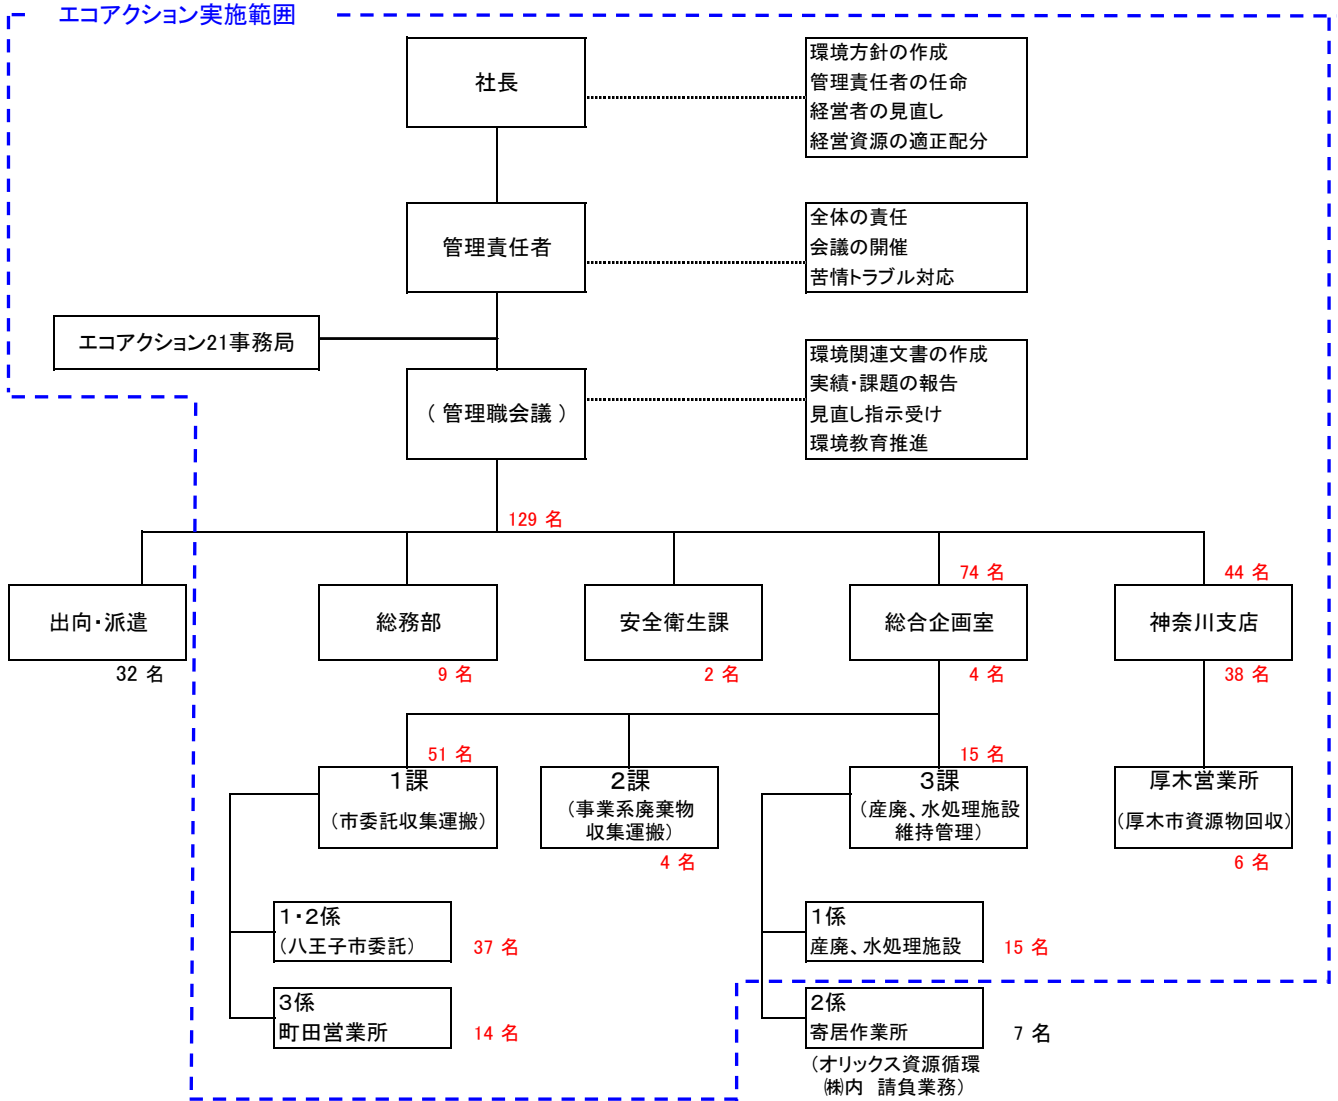 エコアクション実施範囲
社長
環境方針の作成
管理責任者の任命
経営者の見直し
経営資源の適正配分
管理責任者
全体の責任
会議の開催
苦情トラブル対応
エコアクション21事務局
（管理職会議）
環境関連文書の作成
実績・課題の報告
見直し指示受け
環境教育推進
129 名
74 名
44 名
出向・派遣
総務部
安全衛生課
総合企画室
神奈川支店
32 名
9 名
2 名
4 名
38 名
51 名
15 名
１課
（市委託収集運搬）
２課
（事業系廃棄物
収集運搬）
4 名
３課
（産廃、水処理施設
維持管理）
厚木営業所
（厚木市資源物回収）
6 名
１・２係
（八王子市委託）
37 名
１係
産廃、水処理施設
15 名
３係
町田営業所
14 名
２係
寄居作業所
7 名
（オリックス資源循環
㈱内　請負業務）